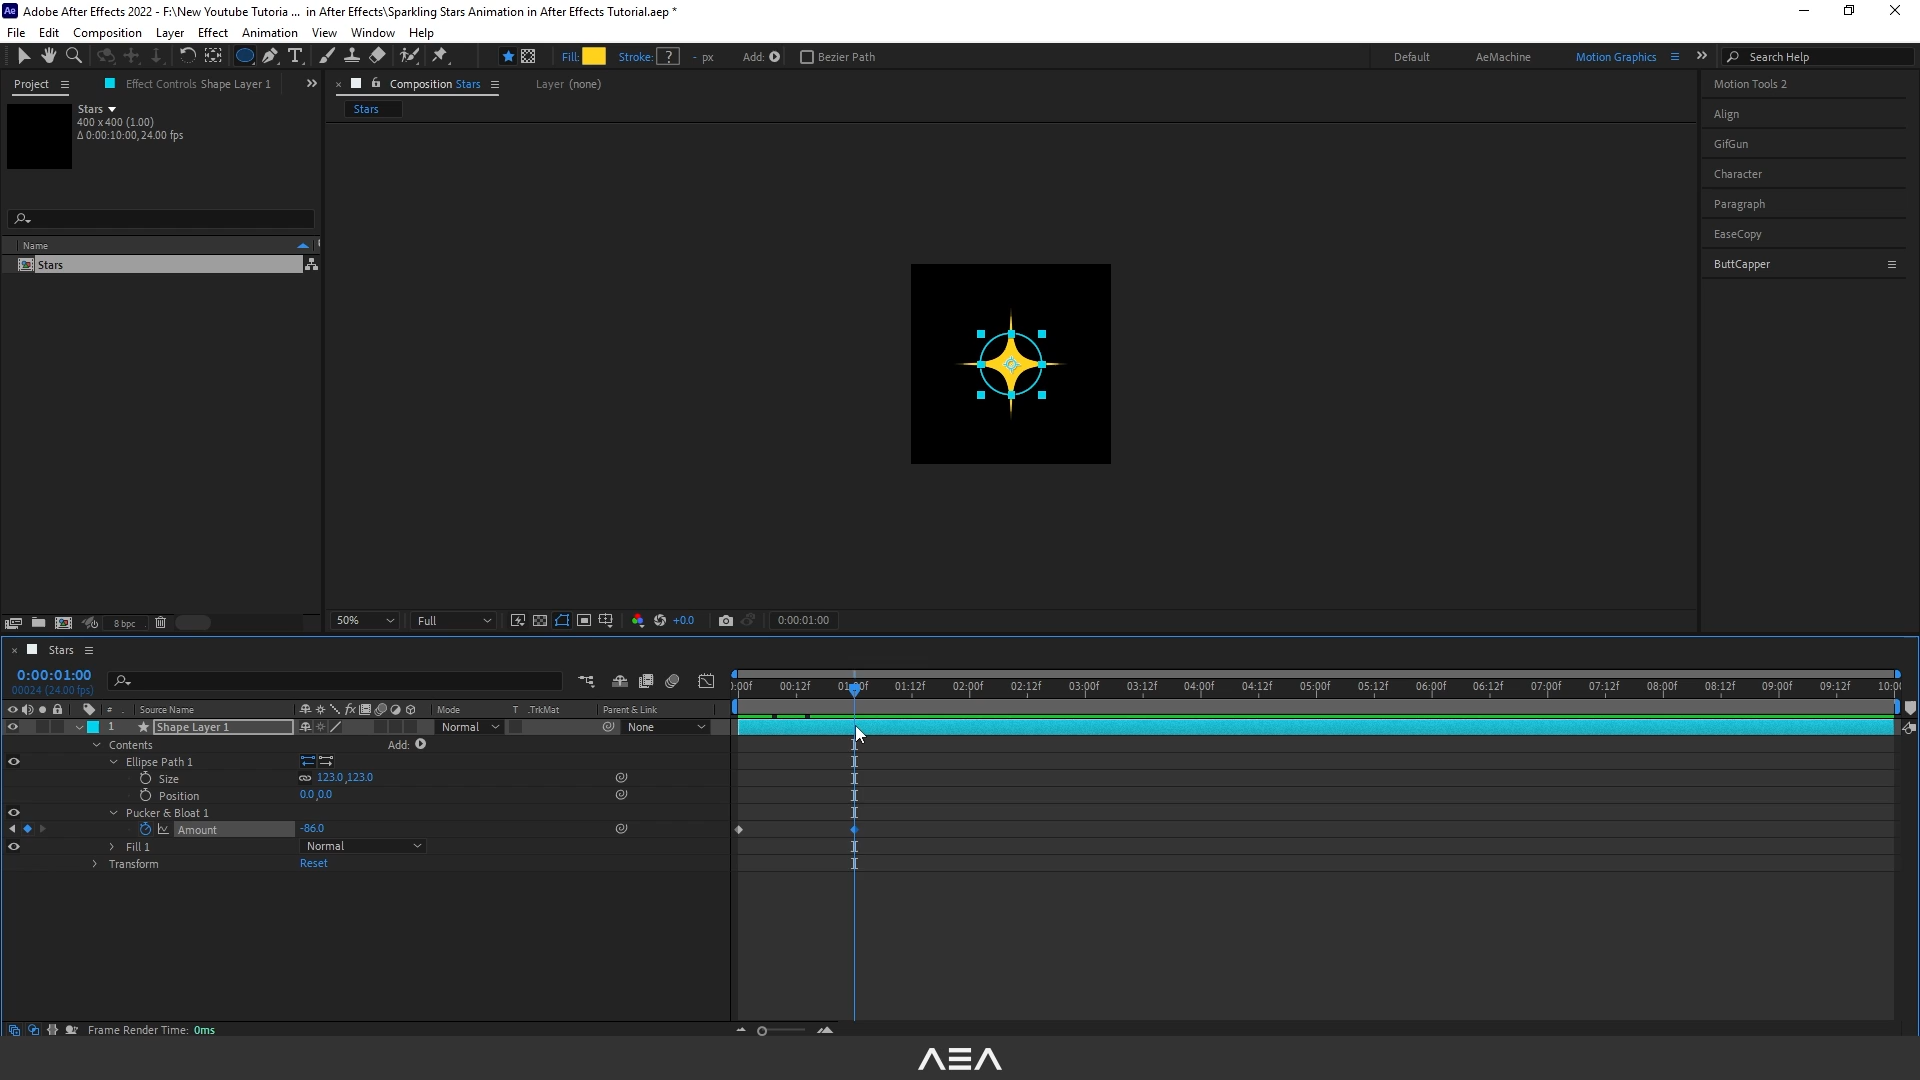 Ae Adobe After Effects 2022 - F:\New Youtube Tutoria ... in After Effects\Sparkling Stars Animation in After Effects Tutorial.aep *
File Edit Composition Layer Effect Animation View Window Help
Fill: Stroke: ? - px Add: Bezier Path Default AeMachine Motion Graphics Search Help
Project Effect Controls Shape Layer 1
Composition Stars Layer (none)
Stars
Stars
400 x 400 (1.00)
Δ 0:00:10:00, 24.00 fps
Name
Stars
8 bpc
Motion Tools 2
Align
GifGun
Character
Paragraph
EaseCopy
ButtCapper
50% Full +0.0 0:00:01:00
Stars
0:00:01:00
00024 (24.00 fps)
00:12f 01:12f 02:00f 02:12f 03:00f 03:12f 04:00f 04:12f 05:00f 05:12f 06:00f 06:12f 07:00f 07:12f 08:00f 08:12f 09:00f 09:12f
# Source Name fx Mode T .TrkMat Parent & Link
1 Shape Layer 1 Normal None
Contents Add:
Ellipse Path 1
Size 123.0,123.0
Position 0.0,0.0
Pucker & Bloat 1
Amount -86.0
Fill 1 Normal
Transform Reset
Frame Render Time: 0ms
AEA